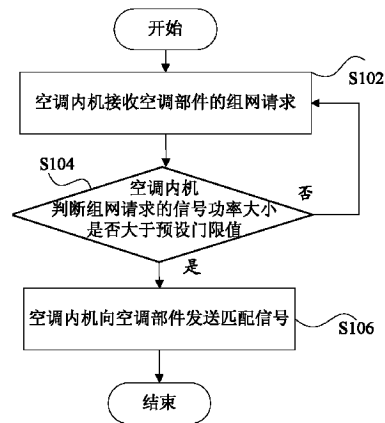 开始
S102
空调内机接收空调部件的组网请求
S104
空调内机
判断组网请求的信号功率大小
是否大于预设门限值
否
是
空调内机向空调部件发送匹配信号
S106
结束